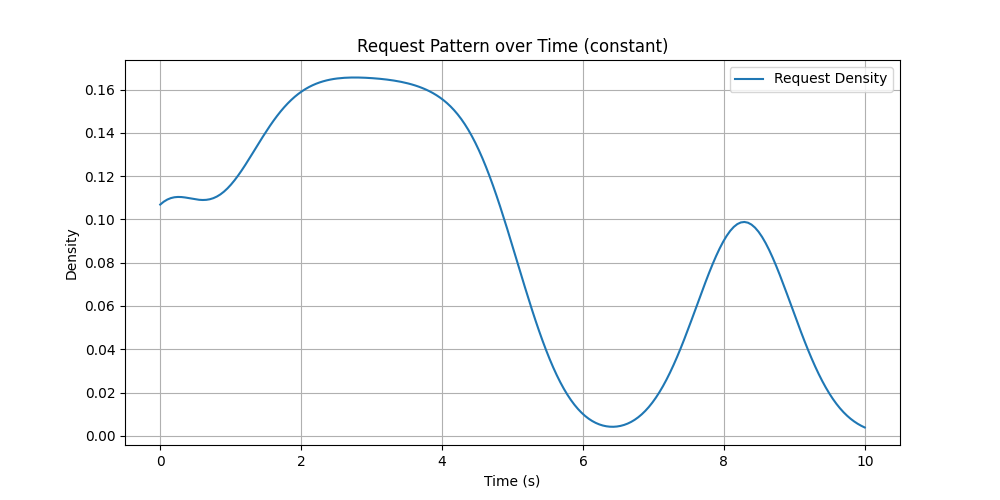 Request Pattern over Time (constant)
Request Density
0.16
0.14
0.12
0.10
0.08
0.06
0.04
0.02
0.00
Density
0 2 4 6 8 10
Time (s)